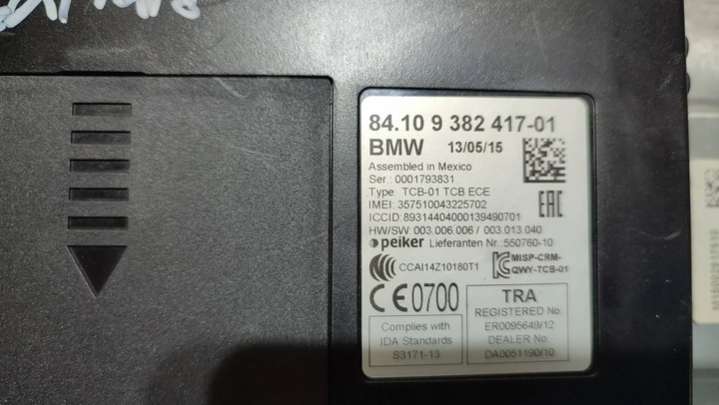 84.10 9 382 417-01
BMW 13/05/15
Assembled in Mexico
Ser.: 0001793831
Type: TCB-01 TCB ECE
IMEI: 357510043225702
ICCID: 89314404000139490701
HW/SW: 003.006.006 / 003.013.040
peiker Lieferanten Nr.:550760-10
EAC
CCAI14Z10180T1
MISP-CRM-
QWY-TCB-01
CE0700
Complies with
IDA Standards
S3171-13
TRA
REGISTERED No:
ER0095649/12
DEALER No:
DA0051190/10